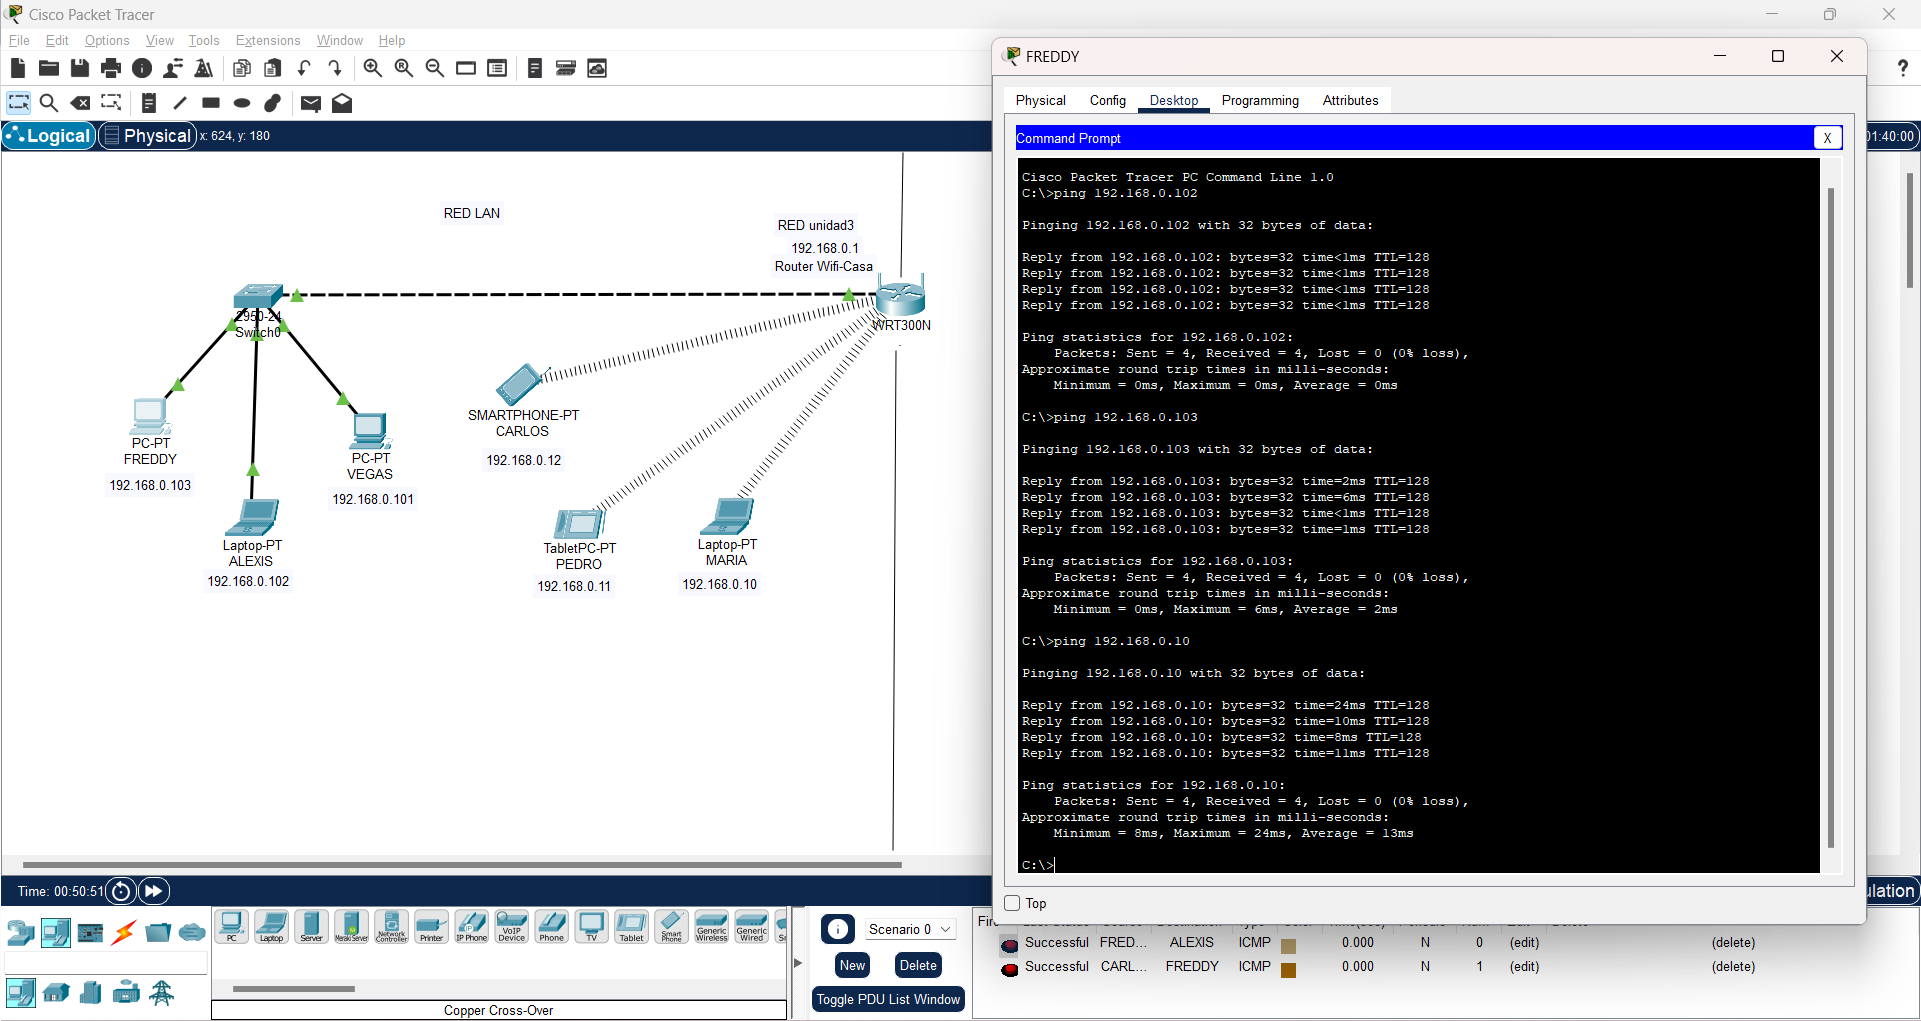 Cisco Packet Tracer
File Edit Options View Tools Extensions Window Help
Logical Physical x: 624, y: 180
RED LAN
RED unidad3
192.168.0.1
Router Wifi-Casa
WRT300N
2950-24
Switch0
PC-PT
FREDDY
192.168.0.103
Laptop-PT
ALEXIS
192.168.0.102
PC-PT
VEGAS
192.168.0.101
SMARTPHONE-PT
CARLOS
192.168.0.12
TabletPC-PT
PEDRO
192.168.0.11
Laptop-PT
MARIA
192.168.0.10
FREDDY
Physical Config Desktop Programming Attributes
Command Prompt X
01:40:00
Cisco Packet Tracer PC Command Line 1.0
C:\>ping 192.168.0.102
Pinging 192.168.0.102 with 32 bytes of data:
Reply from 192.168.0.102: bytes=32 time<1ms TTL=128
Reply from 192.168.0.102: bytes=32 time<1ms TTL=128
Reply from 192.168.0.102: bytes=32 time<1ms TTL=128
Reply from 192.168.0.102: bytes=32 time<1ms TTL=128
Ping statistics for 192.168.0.102:
Packets: Sent = 4, Received = 4, Lost = 0 (0% loss),
Approximate round trip times in milli-seconds:
Minimum = 0ms, Maximum = 0ms, Average = 0ms
C:\>ping 192.168.0.103
Pinging 192.168.0.103 with 32 bytes of data:
Reply from 192.168.0.103: bytes=32 time=2ms TTL=128
Reply from 192.168.0.103: bytes=32 time=6ms TTL=128
Reply from 192.168.0.103: bytes=32 time<1ms TTL=128
Reply from 192.168.0.103: bytes=32 time=1ms TTL=128
Ping statistics for 192.168.0.103:
Packets: Sent = 4, Received = 4, Lost = 0 (0% loss),
Approximate round trip times in milli-seconds:
Minimum = 0ms, Maximum = 6ms, Average = 2ms
C:\>ping 192.168.0.10
Pinging 192.168.0.10 with 32 bytes of data:
Reply from 192.168.0.10: bytes=32 time=24ms TTL=128
Reply from 192.168.0.10: bytes=32 time=10ms TTL=128
Reply from 192.168.0.10: bytes=32 time=8ms TTL=128
Reply from 192.168.0.10: bytes=32 time=11ms TTL=128
Ping statistics for 192.168.0.10:
Packets: Sent = 4, Received = 4, Lost = 0 (0% loss),
Approximate round trip times in milli-seconds:
Minimum = 8ms, Maximum = 24ms, Average = 13ms
C:\>
Top
Time: 00:50:51
PC Laptop Server Meraki Server Network Controller Printer IP Phone VoIP Device Phone TV Tablet Smart Phone Generic Wireless Generic Wired
Copper Cross-Over
Scenario 0
New Delete
Toggle PDU List Window
Successful FRED... ALEXIS ICMP 0.000 N 0 (edit) (delete)
Successful CARL... FREDDY ICMP 0.000 N 1 (edit) (delete)